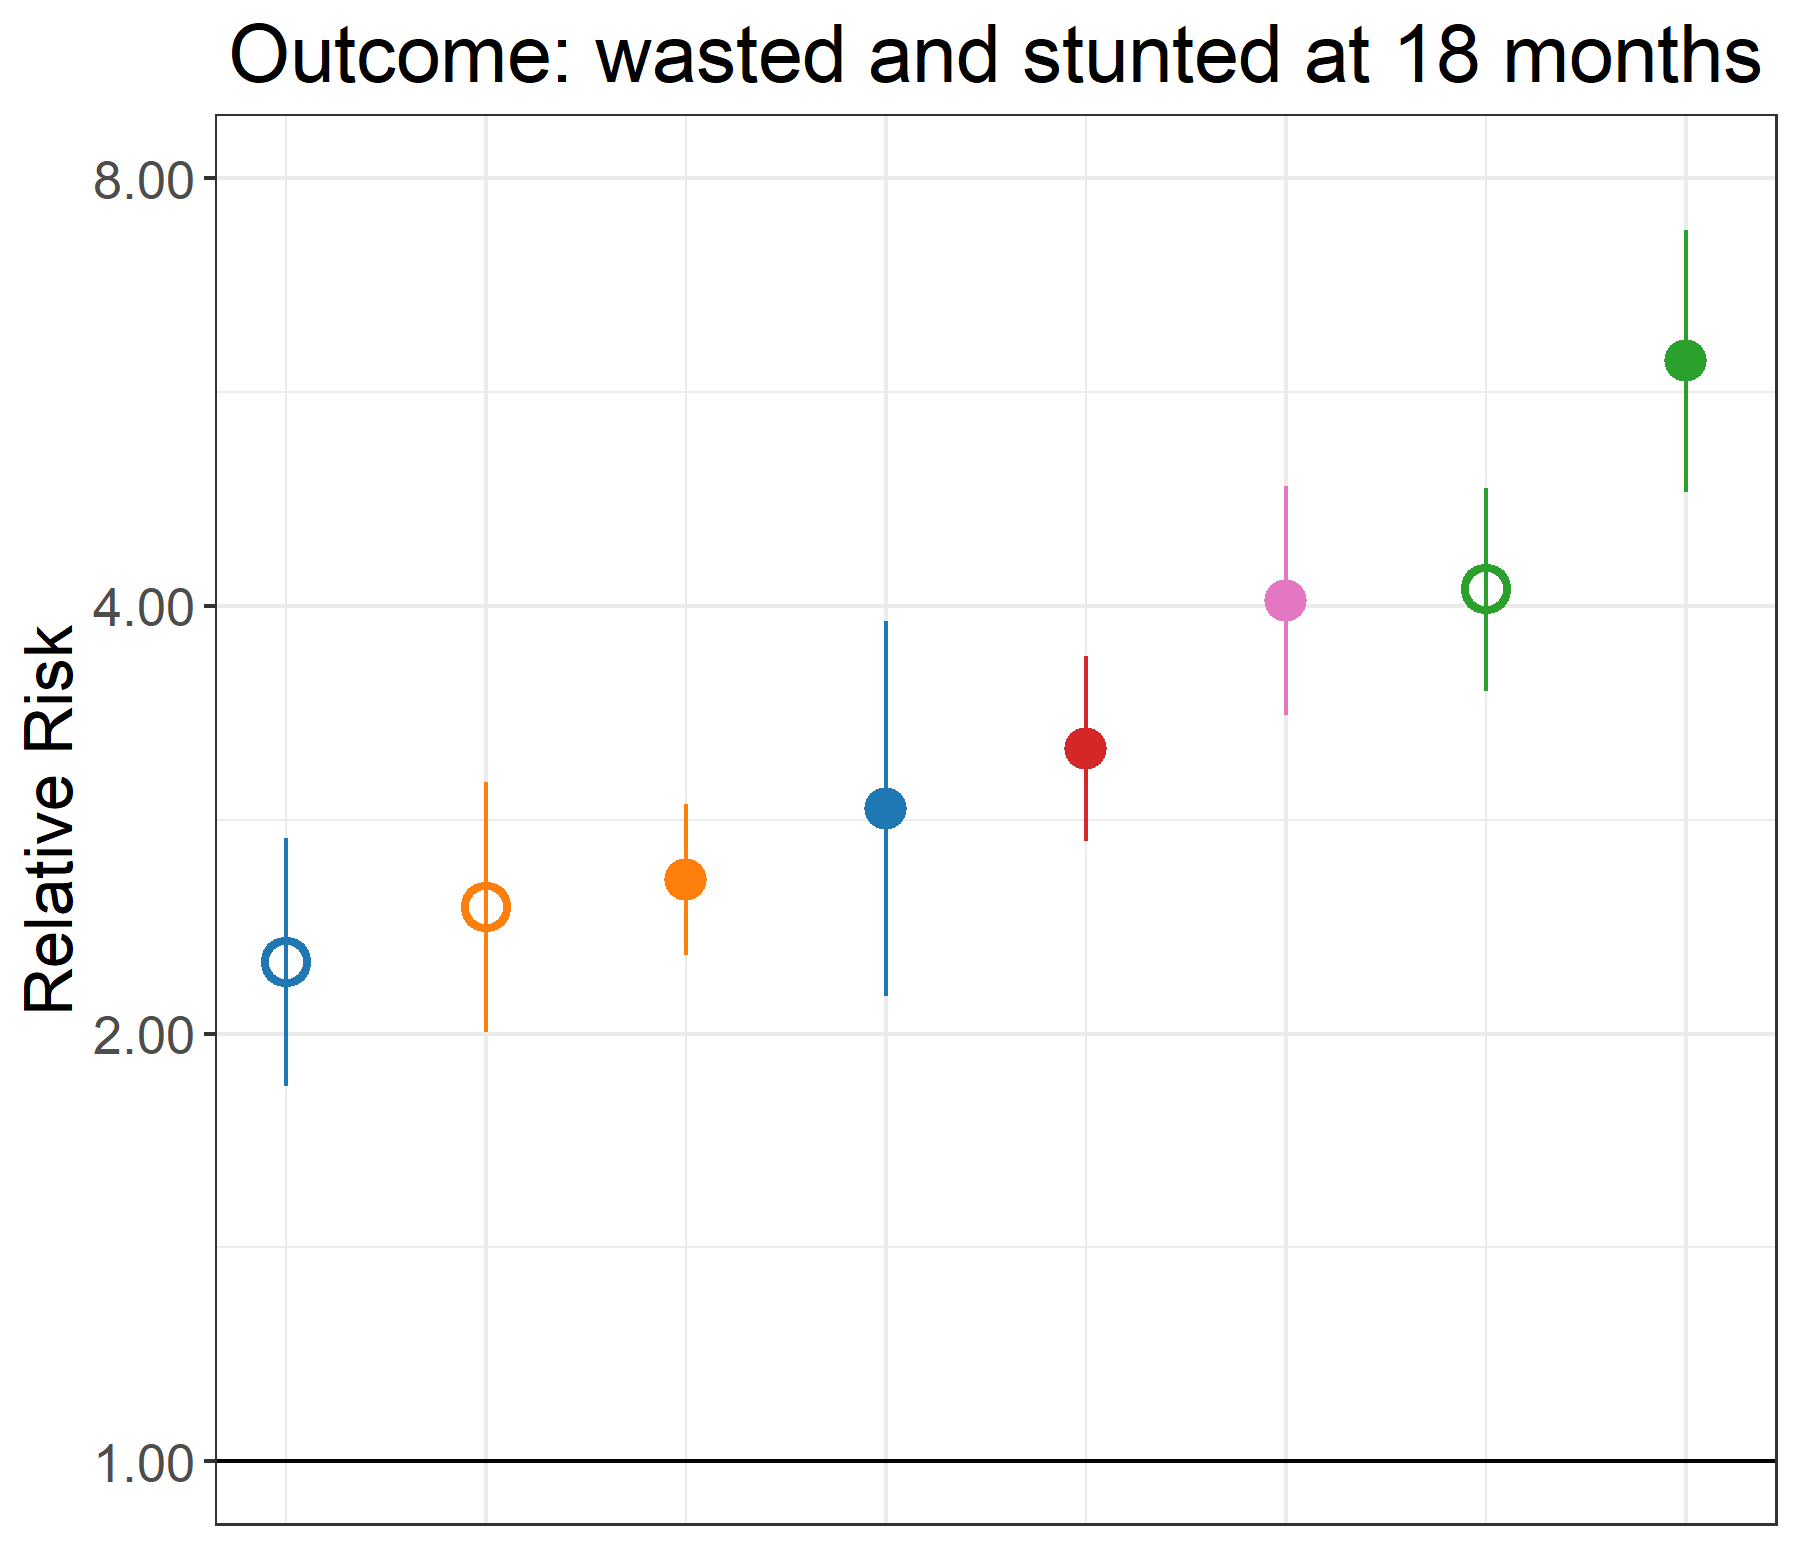 Outcome: wasted and stunted at 18 months
Relative Risk
8.00
4.00
2.00
1.00